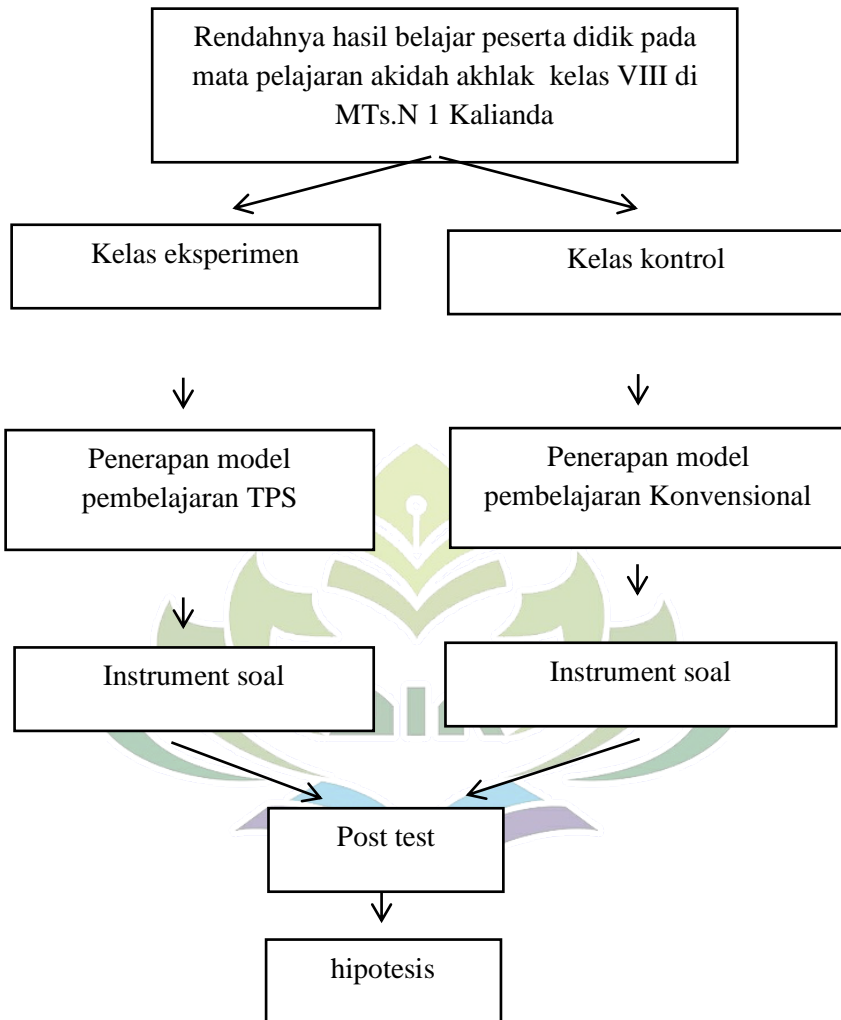 Rendahnya hasil belajar peserta didik pada
mata pelajaran akidah akhlak kelas VIII di
MTs.N 1 Kalianda
Kelas eksperimen
Kelas kontrol
Penerapan model
pembelajaran TPS
Penerapan model
pembelajaran Konvensional
Instrument soal
Instrument soal
Post test
hipotesis